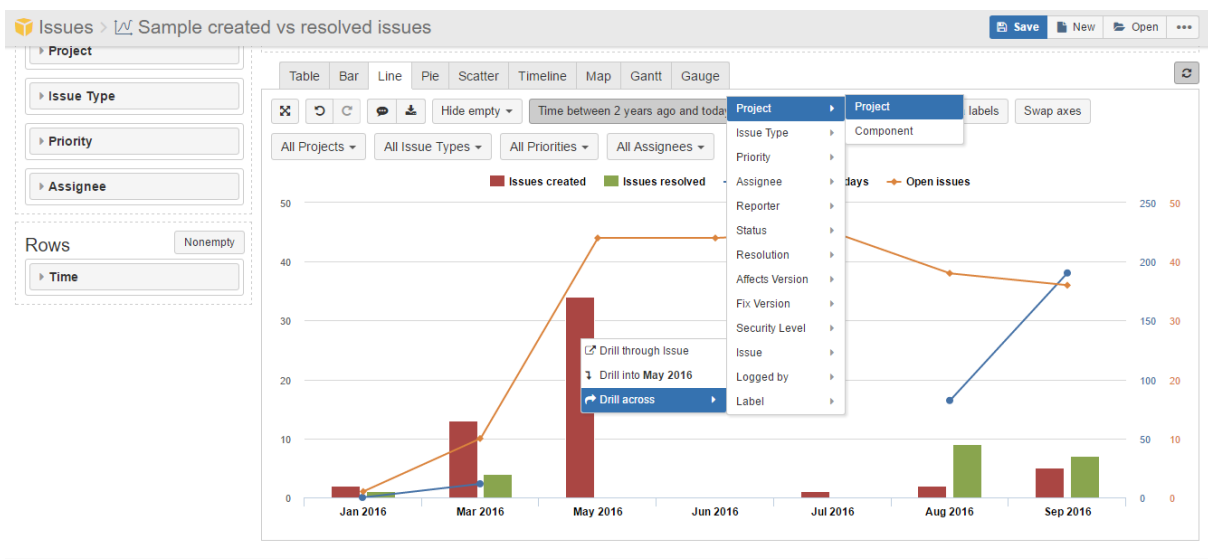 Issues > Sample created vs resolved issues
Save New Open
Project
Issue Type
Priority
Assignee
Rows Nonempty
Time
Table Bar Line Pie Scatter Timeline Map Gantt Gauge
Hide empty Time between 2 years ago and today labels Swap axes
All Projects All Issue Types All Priorities All Assignees
Issues created Issues resolved days Open issues
Project
Issue Type
Priority
Assignee
Reporter
Status
Resolution
Affects Version
Fix Version
Security Level
Issue
Logged by
Label
Project
Component
Drill through Issue
Drill into May 2016
Drill across
50
40
30
20
10
0
250 50
200 40
150 30
100 20
50 10
0 0
Jan 2016 Mar 2016 May 2016 Jun 2016 Jul 2016 Aug 2016 Sep 2016